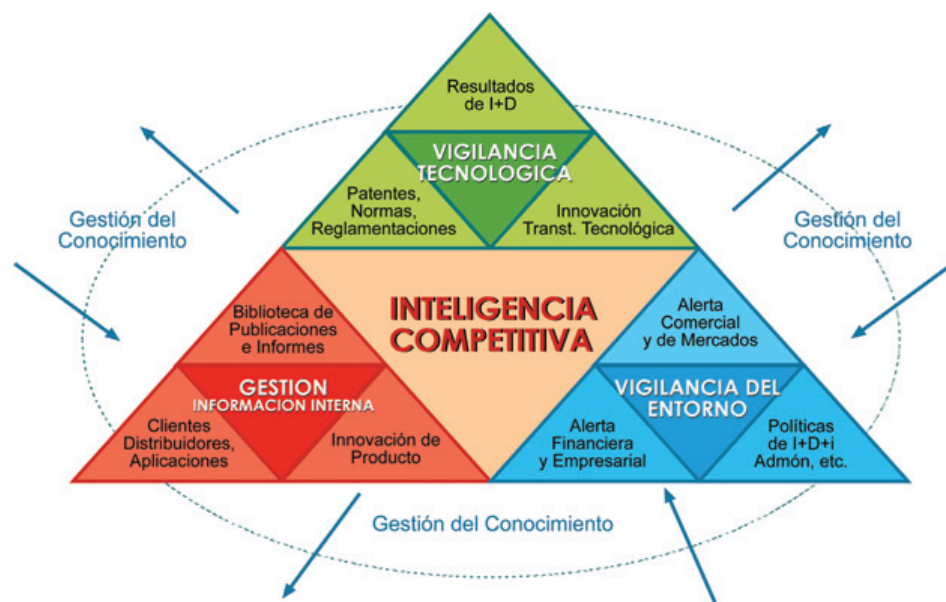 Resultados
de I+D
VIGILANCIA
TECNOLÓGICA
Patentes,
Normas,
Reglamentaciones
Innovación
Transt. Tecnológica
Gestión del
Conocimiento
Gestión del
Conocimiento
INTELIGENCIA
COMPETITIVA
Biblioteca de
Publicaciones
e Informes
Alerta
Comercial
y de Mercados
GESTION
INFORMACION INTERNA
VIGILANCIA DEL
ENTORNO
Clientes
Distribuidores,
Aplicaciones
Innovación de
Producto
Alerta
Financiera
y Empresarial
Políticas
de I+D+i
Admón, etc.
Gestión del Conocimiento